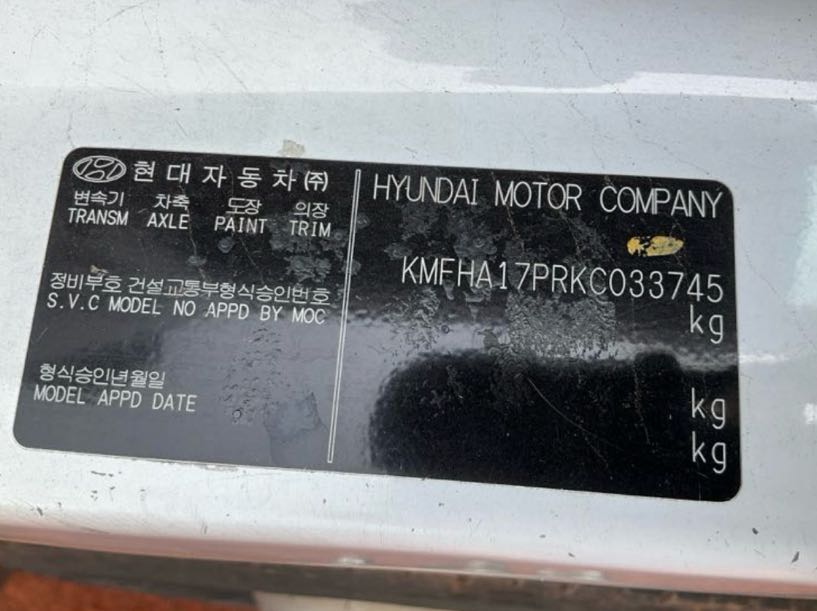 현대자동차㈜
변속기 차축 도장 의장
TRANSM AXLE PAINT TRIM
정비부호 건설교통부형식승인번호
S.V.C MODEL NO APPD BY MOC
형식승인년월일
MODEL APPD DATE
HYUNDAI MOTOR COMPANY
KMFHA17PRKC033745
kg
kg
kg